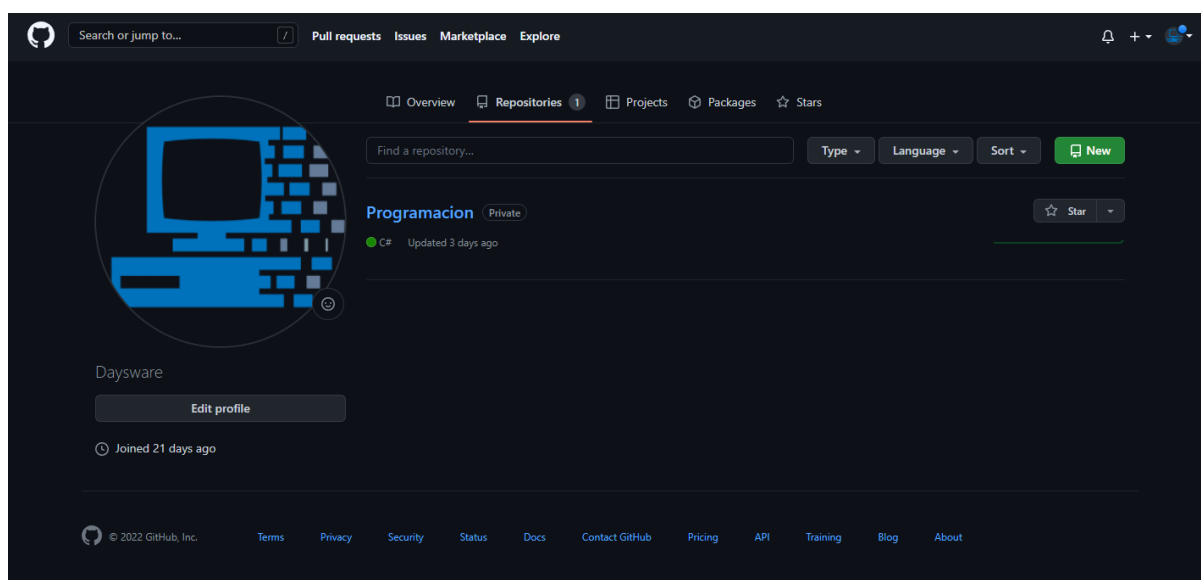 Search or jump to... / Pull requests Issues Marketplace Explore
Overview Repositories 1 Projects Packages Stars
Find a repository... Type Language Sort New
Programacion Private Star
C# Updated 3 days ago
Daysware
Edit profile
Joined 21 days ago
© 2022 GitHub, Inc. Terms Privacy Security Status Docs Contact GitHub Pricing API Training Blog About